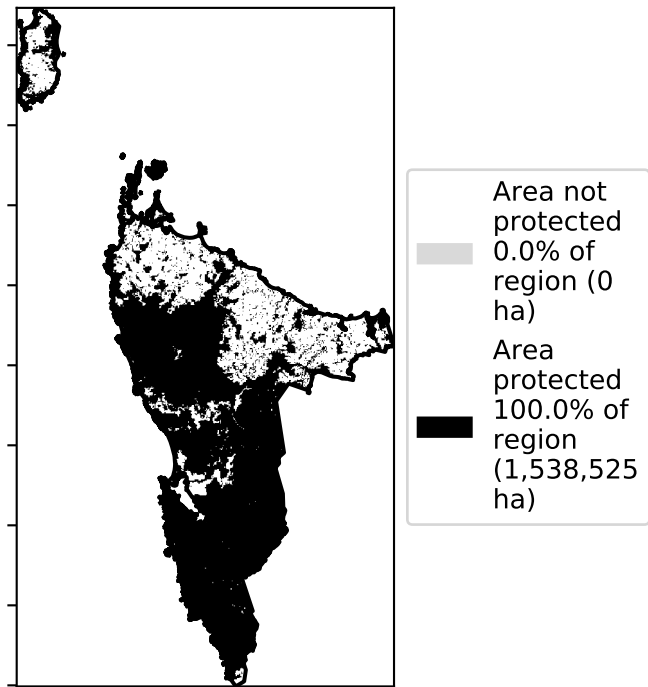 Area not
protected
0.0% of
region (0
ha)
Area
protected
100.0% of
region
(1,538,525
ha)